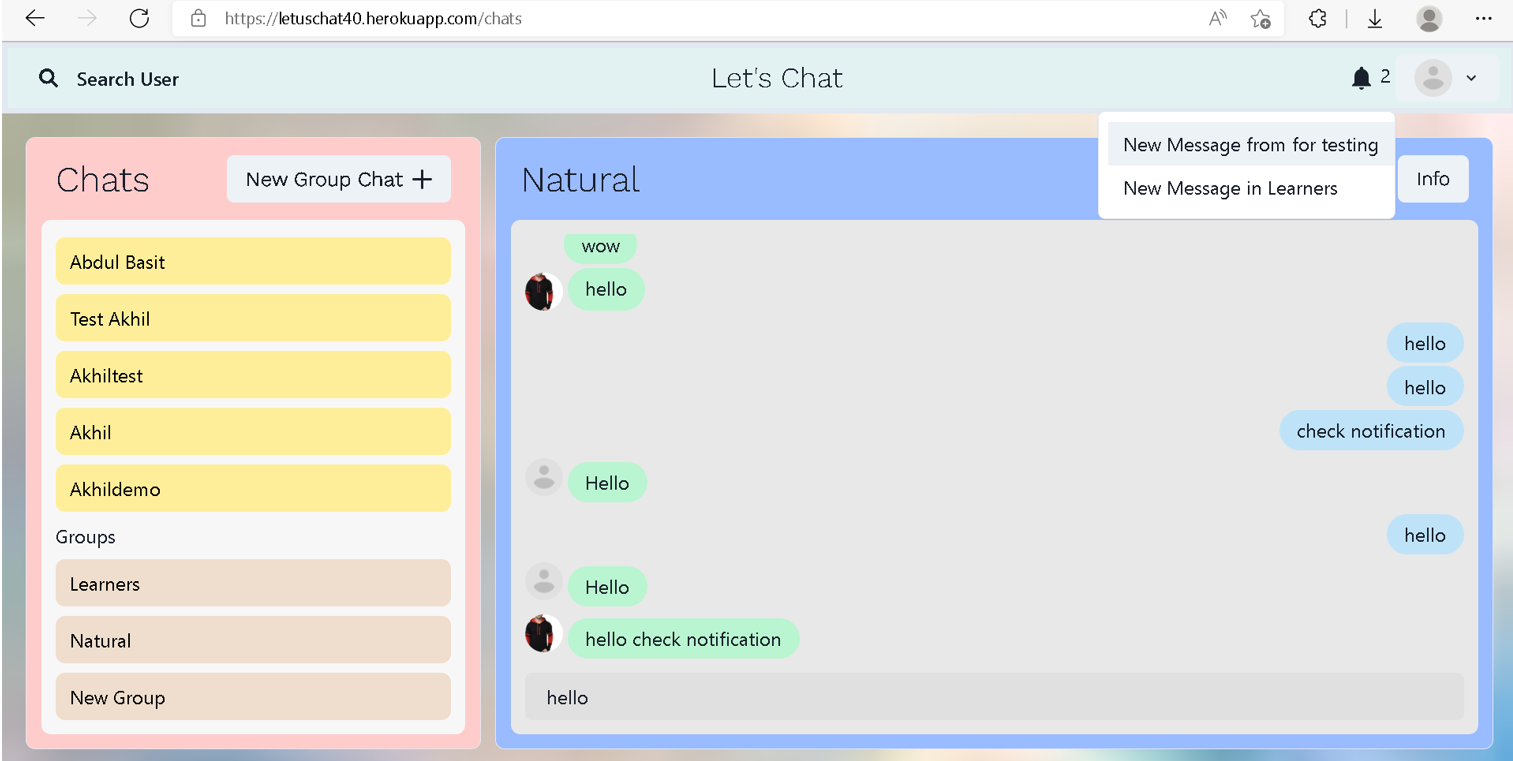 https://letuschat40.herokuapp.com/chats
Search User
Let's Chat
2
New Message from for testing
New Message in Learners
Chats
New Group Chat +
Abdul Basit
Test Akhil
Akhiltest
Akhil
Akhildemo
Groups
Learners
Natural
New Group
Natural
Info
wow
hello
hello
hello
check notification
Hello
hello
Hello
hello check notification
hello